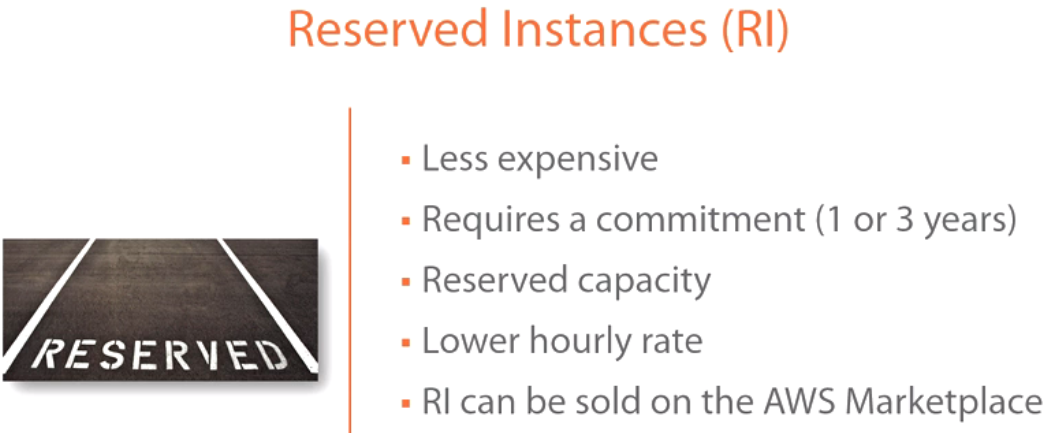 Reserved Instances (RI)
▪ Less expensive
▪ Requires a commitment (1 or 3 years)
▪ Reserved capacity
▪ Lower hourly rate
▪ RI can be sold on the AWS Marketplace
RESERVED